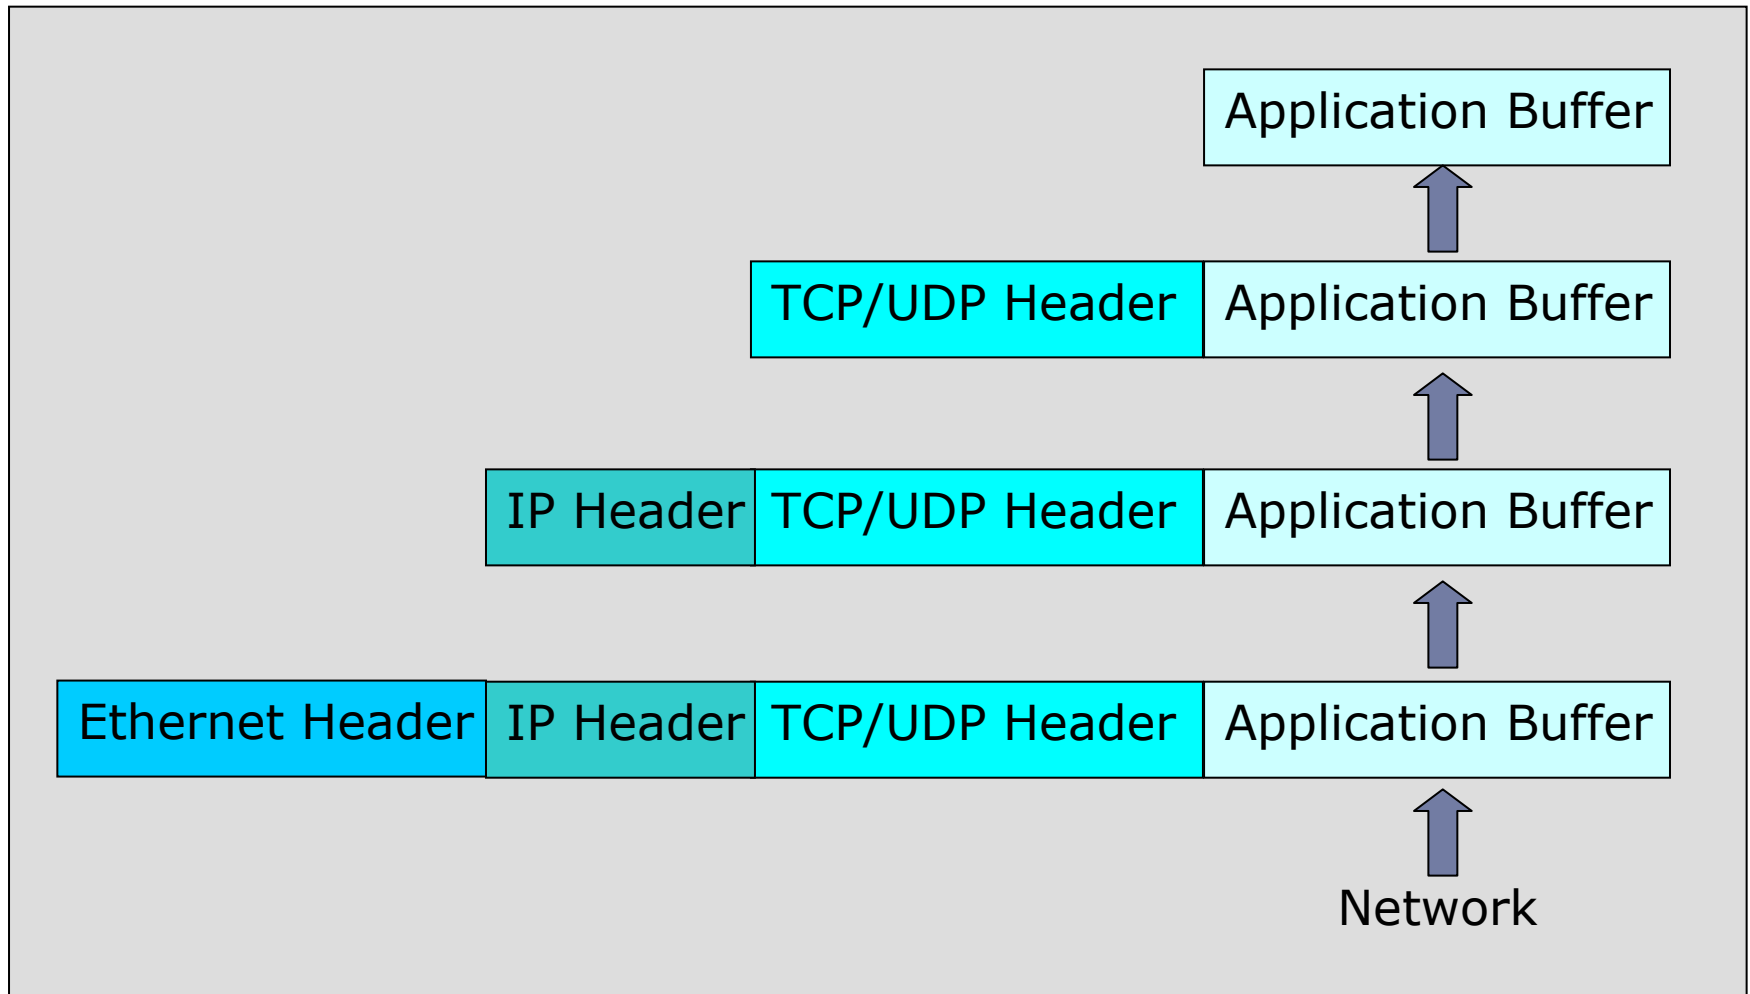 Application Buffer
TCP/UDP Header Application Buffer
IP Header TCP/UDP Header Application Buffer
Ethernet Header IP Header TCP/UDP Header Application Buffer
Network